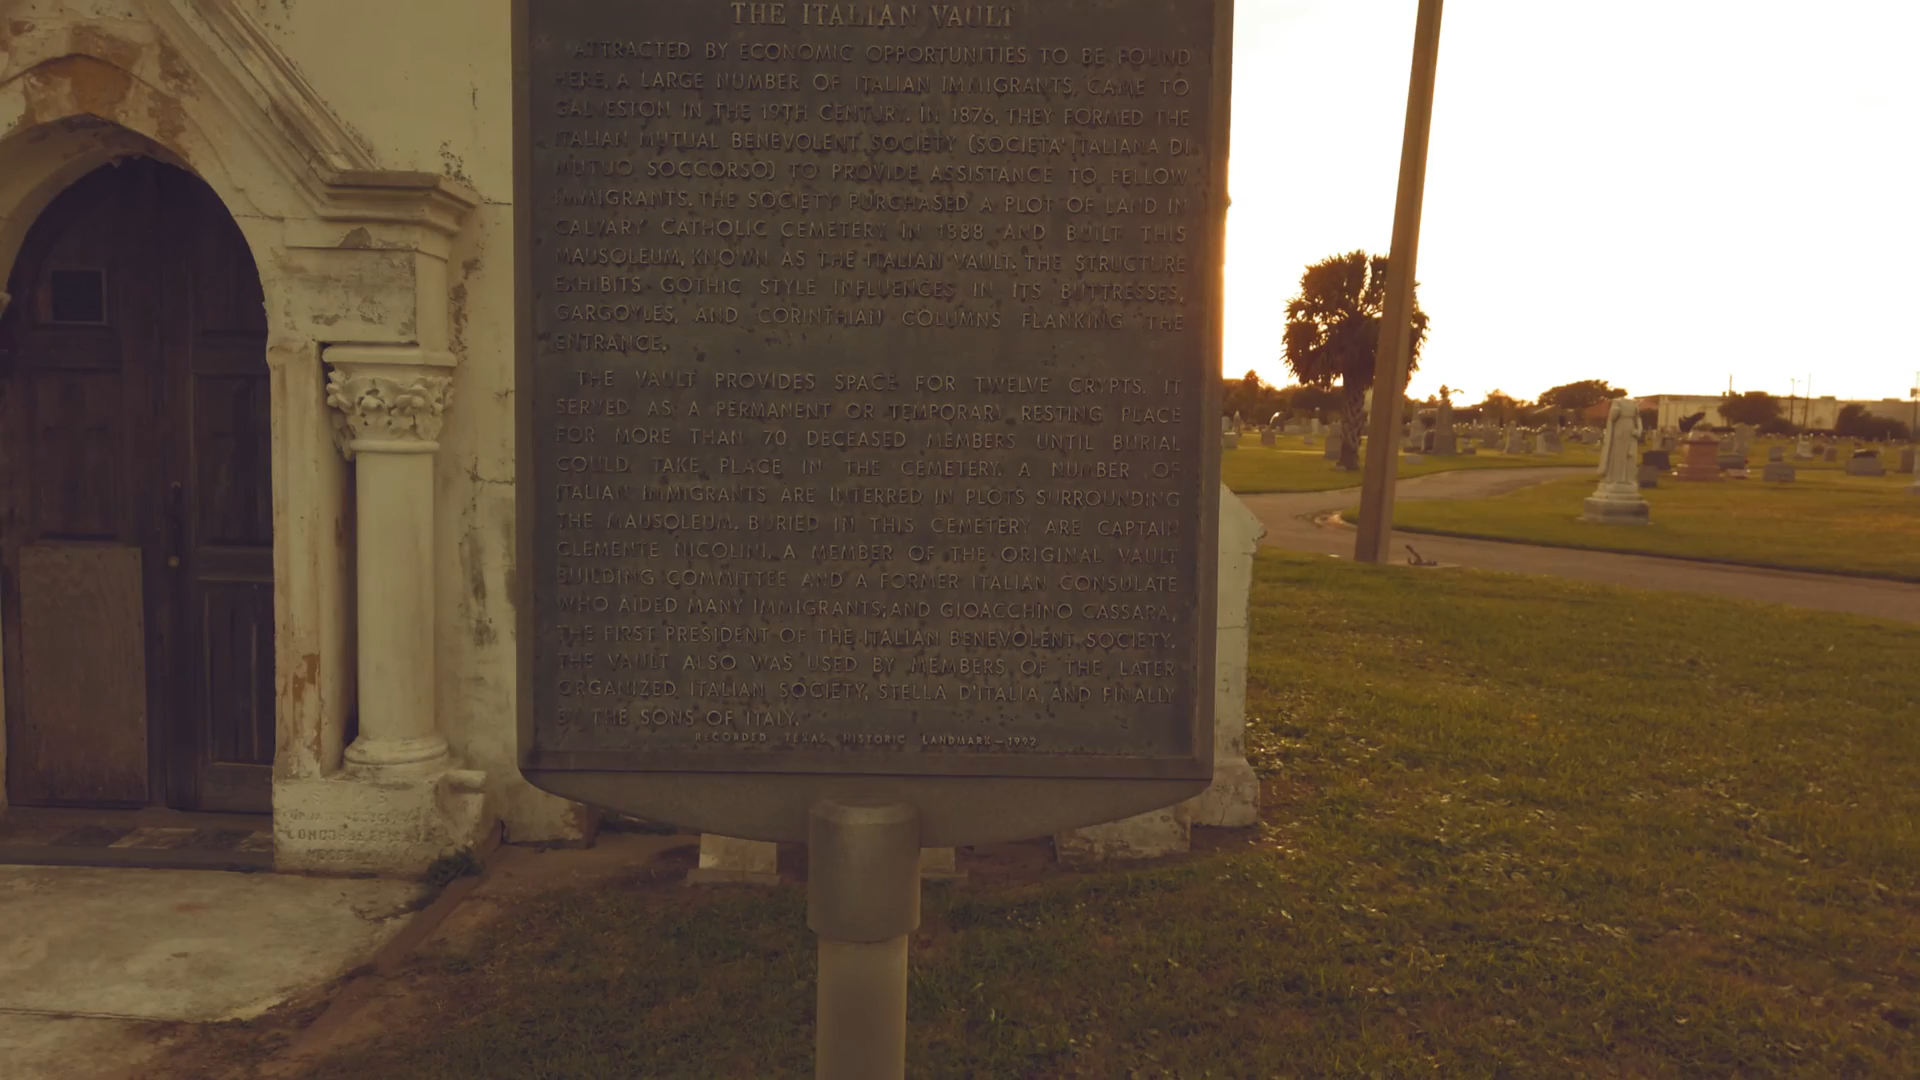 THE ITALIAN VAULT
ATTRACTED BY ECONOMIC OPPORTUNITIES TO BE FOUND
HERE, A LARGE NUMBER OF ITALIAN IMMIGRANTS CAME TO
GALVESTON IN THE 19TH CENTURY. IN 1876, THEY FORMED THE
ITALIAN MUTUAL BENEVOLENT SOCIETY (SOCIETA' ITALIANA DI
MUTUO SOCCORSO) TO PROVIDE ASSISTANCE TO FELLOW
IMMIGRANTS. THE SOCIETY PURCHASED A PLOT OF LAND IN
CALVARY CATHOLIC CEMETERY IN 1888 AND BUILT THIS
MAUSOLEUM, KNOWN AS THE ITALIAN VAULT. THE STRUCTURE
EXHIBITS GOTHIC STYLE INFLUENCES IN ITS BUTTRESSES,
GARGOYLES, AND CORINTHIAN COLUMNS FLANKING THE
ENTRANCE.
THE VAULT PROVIDES SPACE FOR TWELVE CRYPTS. IT
SERVED AS A PERMANENT OR TEMPORARY RESTING PLACE
FOR MORE THAN 70 DECEASED MEMBERS UNTIL BURIAL
COULD TAKE PLACE IN THE CEMETERY. A NUMBER OF
ITALIAN IMMIGRANTS ARE INTERRED IN PLOTS SURROUNDING
THE MAUSOLEUM. BURIED IN THIS CEMETERY ARE CAPTAIN
CLEMENTE NICOLINI, A MEMBER OF THE ORIGINAL VAULT
BUILDING COMMITTEE AND A FORMER ITALIAN CONSULATE
WHO AIDED MANY IMMIGRANTS; AND GIOACCHINO CASSARA,
THE FIRST PRESIDENT OF THE ITALIAN BENEVOLENT SOCIETY.
THE VAULT ALSO WAS USED BY MEMBERS OF THE LATER
ORGANIZED ITALIAN SOCIETY, STELLA D'ITALIA, AND FINALLY
BY THE SONS OF ITALY.
RECORDED TEXAS HISTORIC LANDMARK – 1992